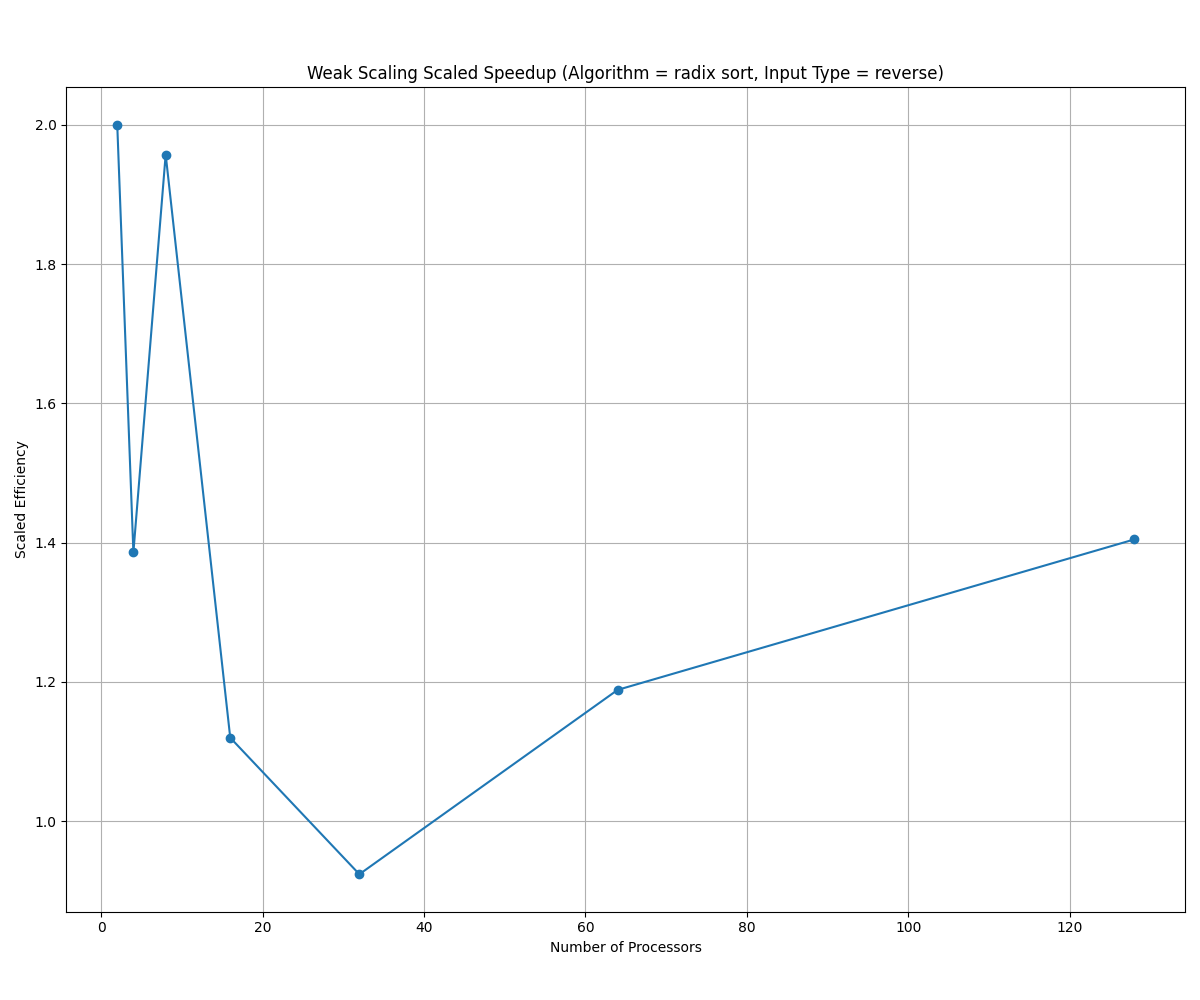 Weak Scaling Scaled Speedup (Algorithm = radix sort, Input Type = reverse)
2.0
1.8
1.6
1.4
1.2
1.0
Scaled Efficiency
0 20 40 60 80 100 120
Number of Processors